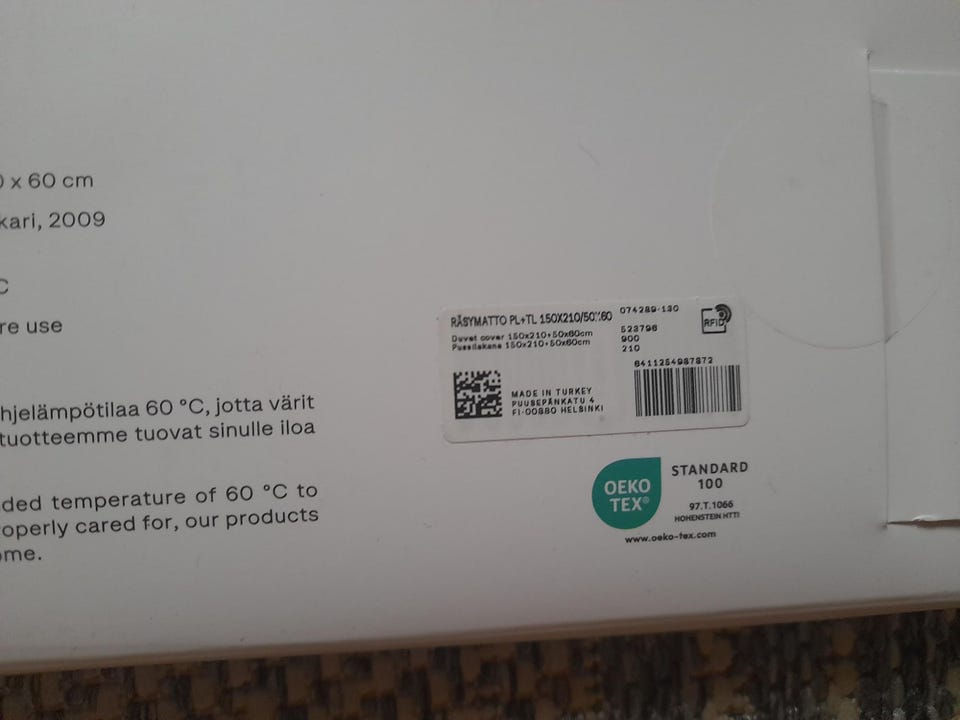 0 x 60 cm
kari, 2009
C
re use
hjelämpötilaa 60 °C, jotta värit
tuotteemme tuovat sinulle iloa
ded temperature of 60 °C to
roperly cared for, our products
ome.
RÄSYMATTO PL+TL 150X210/50X60
074289-130
Duvet cover 150x210+50x60cm
Pussilakana 150x210+50x60cm
523796
900
210
RFID
6411254987872
MADE IN TURKEY
PUUSEPÄNKATU 4
FI-00880 HELSINKI
OEKO
TEX®
STANDARD
100
97.T.1066
HOHENSTEIN HTTI
www.oeko-tex.com